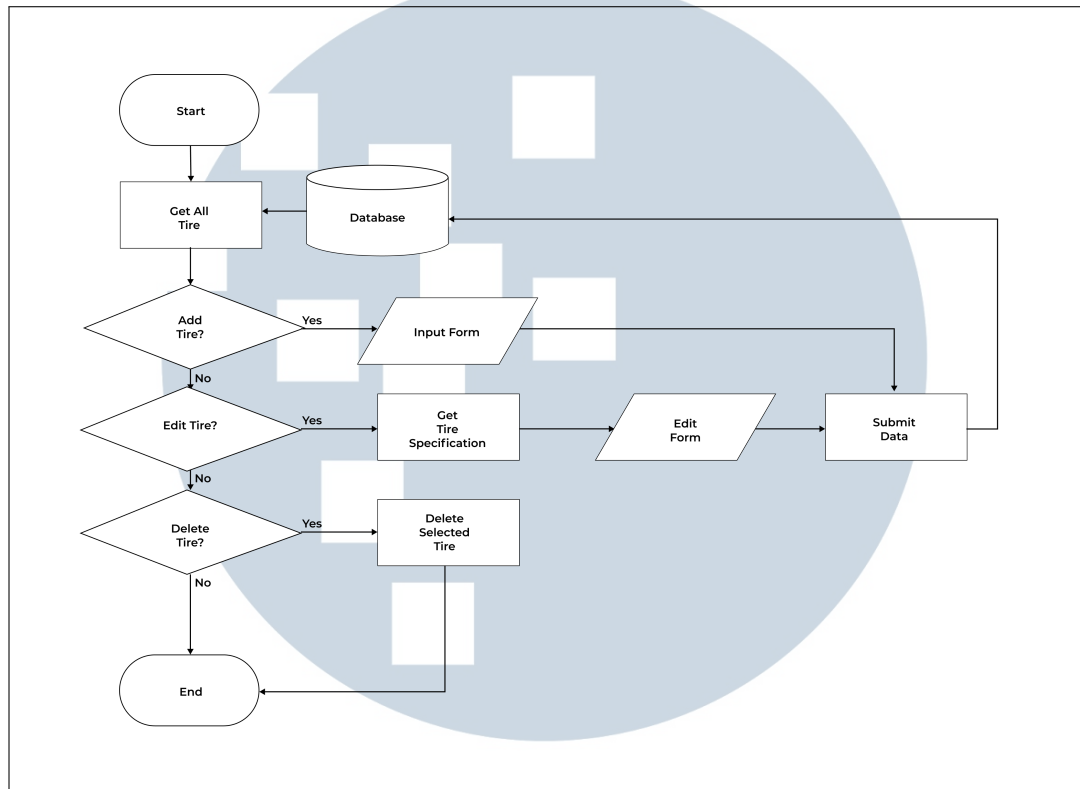 Start
Get All
Tire
Database
Add
Tire?
Yes
Input Form
No
Edit Tire?
Yes
Get
Tire
Specification
Edit
Form
Submit
Data
No
Delete
Tire?
Yes
Delete
Selected
Tire
No
End